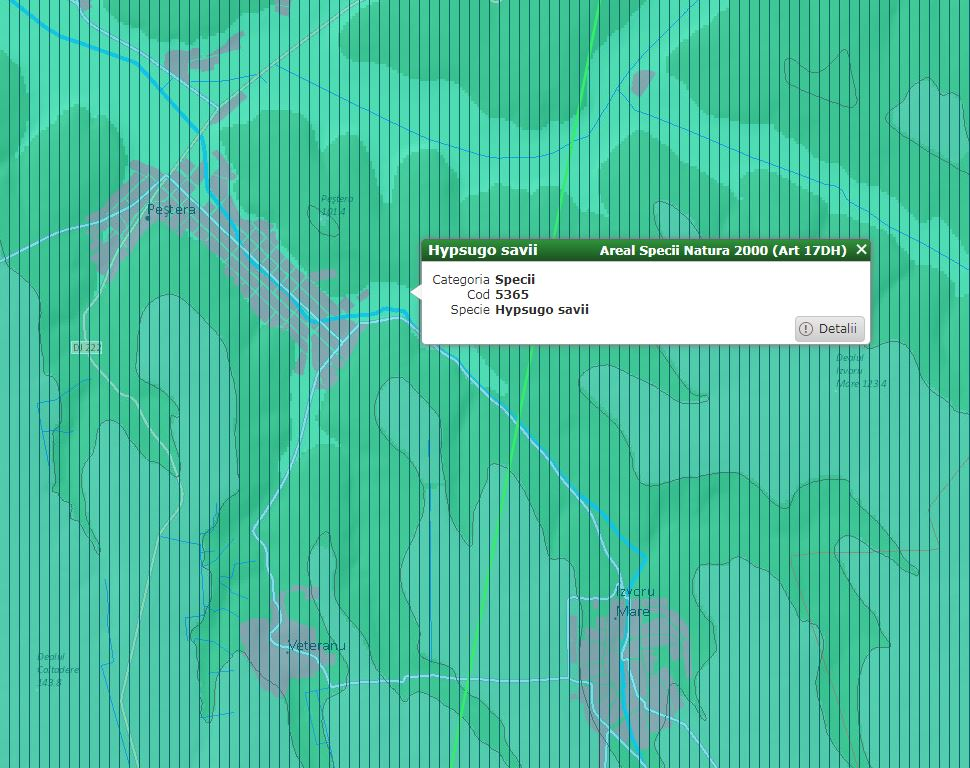 Peștera
Peștera
101.4
Hypsugo savii
Areal Specii Natura 2000 (Art 17DH)
Categoria Specii
Cod 5365
Specie Hypsugo savii
Detalii
DJ 222
Dealul
Izvoru
Mare 123.4
Izvoru
Mare
Veteranu
Dealul
143.8